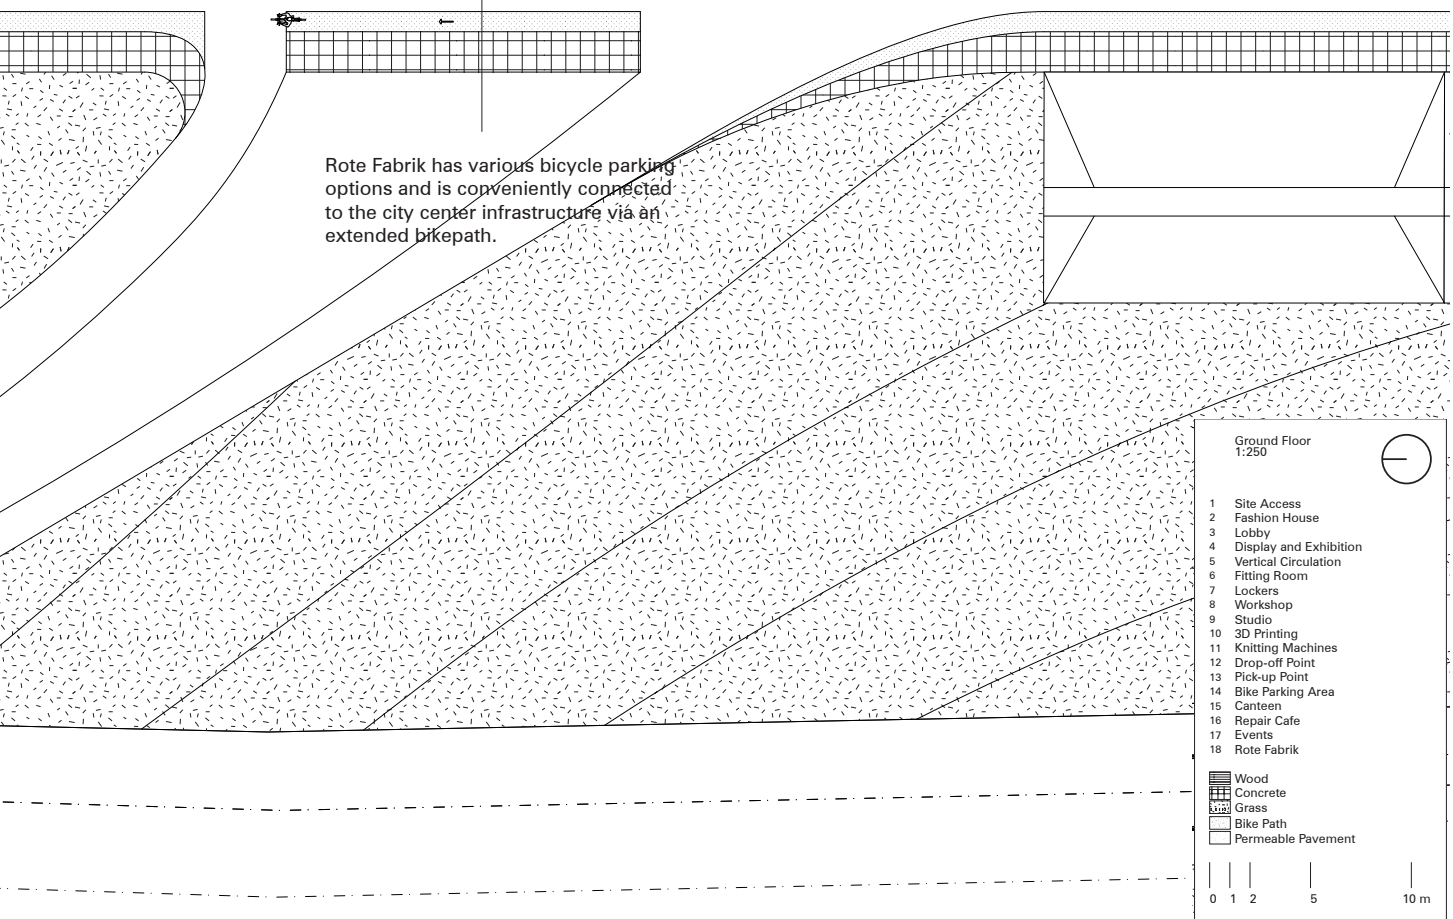 Rote Fabrik has various bicycle parking
options and is conveniently connected
to the city center infrastructure via an
extended bikepath.
Ground Floor
1:250
1 Site Access
2 Fashion House
3 Lobby
4 Display and Exhibition
5 Vertical Circulation
6 Fitting Room
7 Lockers
8 Workshop
9 Studio
10 3D Printing
11 Knitting Machines
12 Drop-off Point
13 Pick-up Point
14 Bike Parking Area
15 Canteen
16 Repair Cafe
17 Events
18 Rote Fabrik
Wood
Concrete
Grass
Bike Path
Permeable Pavement
0 1 2 5 10 m